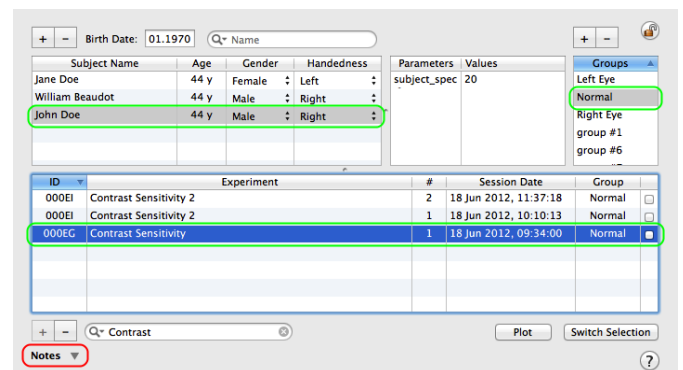 + - Birth Date: 01.1970 Name + -
Subject Name Age Gender Handedness Parameters Values Groups
Jane Doe 44 y Female Left subject_spec 20 Left Eye
William Beaudot 44 y Male Right Normal
John Doe 44 y Male Right Right Eye
group #1
group #6
ID Experiment # Session Date Group
000EI Contrast Sensitivity 2 2 18 Jun 2012, 11:37:18 Normal
000EI Contrast Sensitivity 2 1 18 Jun 2012, 10:10:13 Normal
000EG Contrast Sensitivity 1 18 Jun 2012, 09:34:00 Normal
+ - Contrast Plot Switch Selection
Notes ?